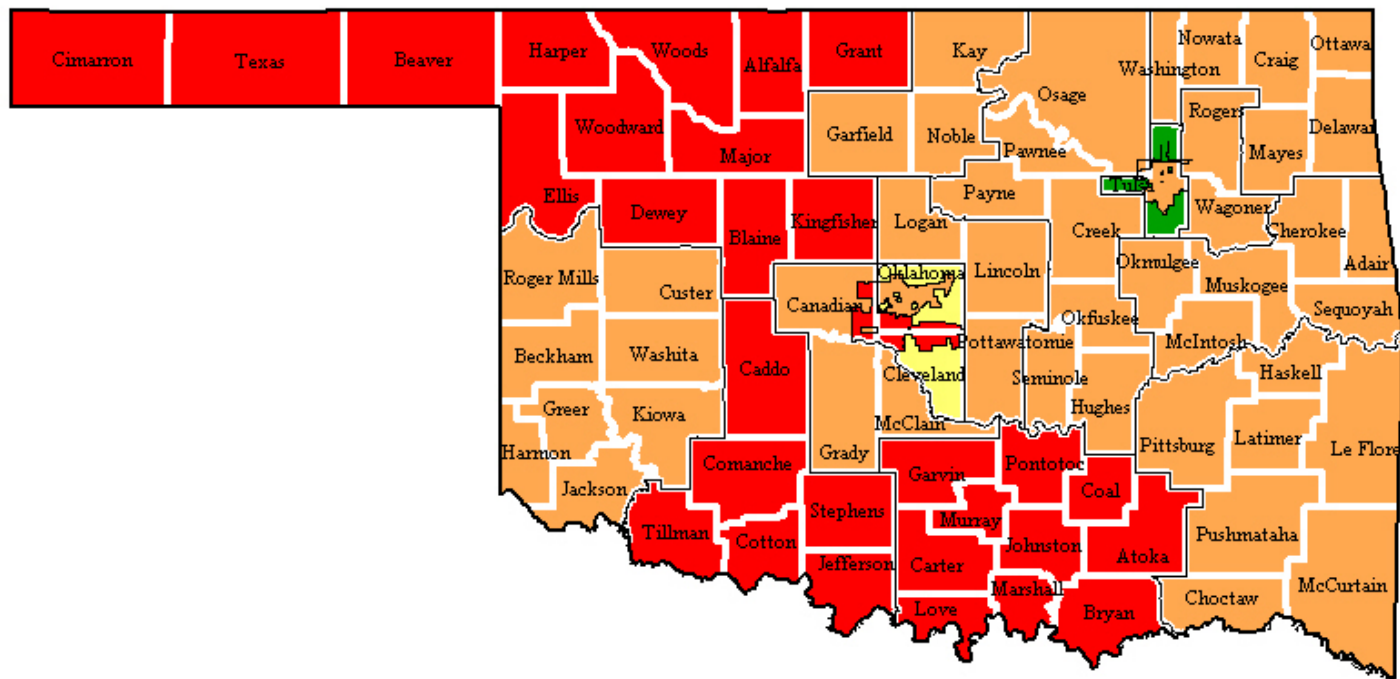 Cimarron
Texas
Beaver
Harper
Woods
Alfalfa
Grant
Kay
Osage
Washington
Nowata
Craig
Ottawa
Woodward
Major
Garfield
Noble
Pawnee
Rogers
Mayes
Delawar
Ellis
Dewey
Blaine
Kingfisher
Logan
Payne
Creek
Tulsa
Wagoner
Cherokee
Adair
Roger Mills
Custer
Canadian
Oklahoma
Lincoln
Okmulgee
Muskogee
Sequoyah
Beckham
Washita
Caddo
Cleveland
Pottawatomie
Okfuskee
McIntosh
Haskell
Greer
Kiowa
Grady
McClain
Seminole
Hughes
Pittsburg
Latimer
Le Flore
Harmon
Jackson
Comanche
Garvin
Pontotoc
Coal
Tillman
Cotton
Stephens
Murray
Johnston
Atoka
Pushmataha
Jefferson
Carter
Marshall
Choctaw
McCurtain
Love
Bryan